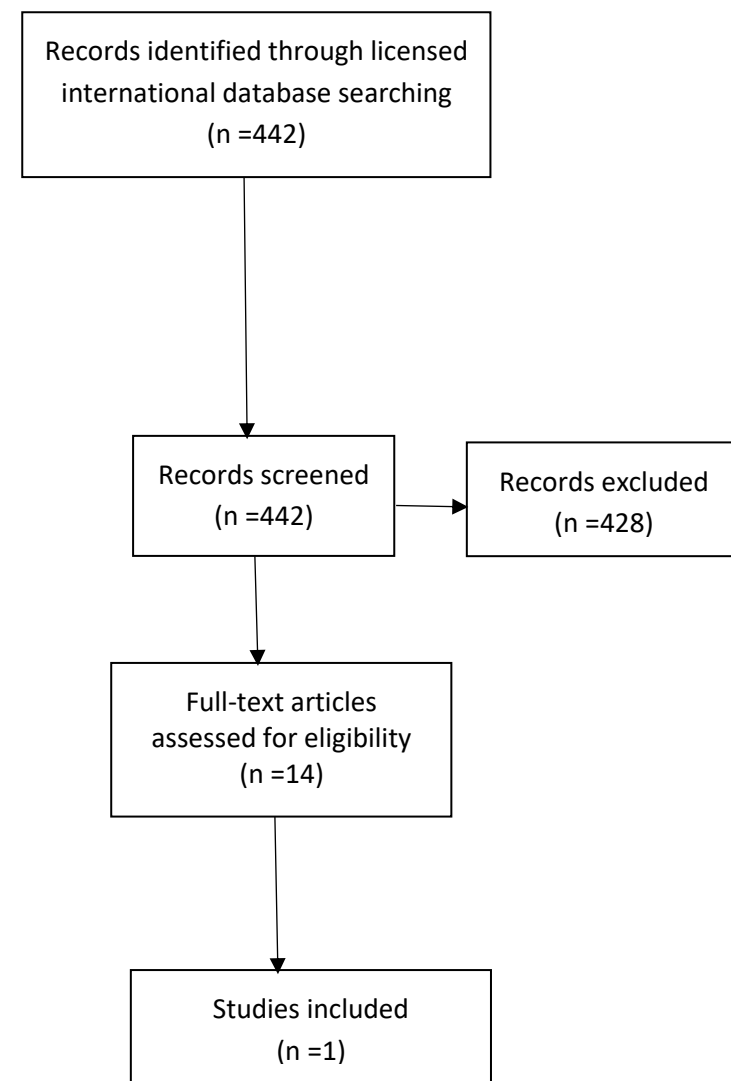 Records identified through licensed
international database searching
(n =442)
Records screened
(n =442)
Records excluded
(n =428)
Full-text articles
assessed for eligibility
(n =14)
Studies included
(n =1)